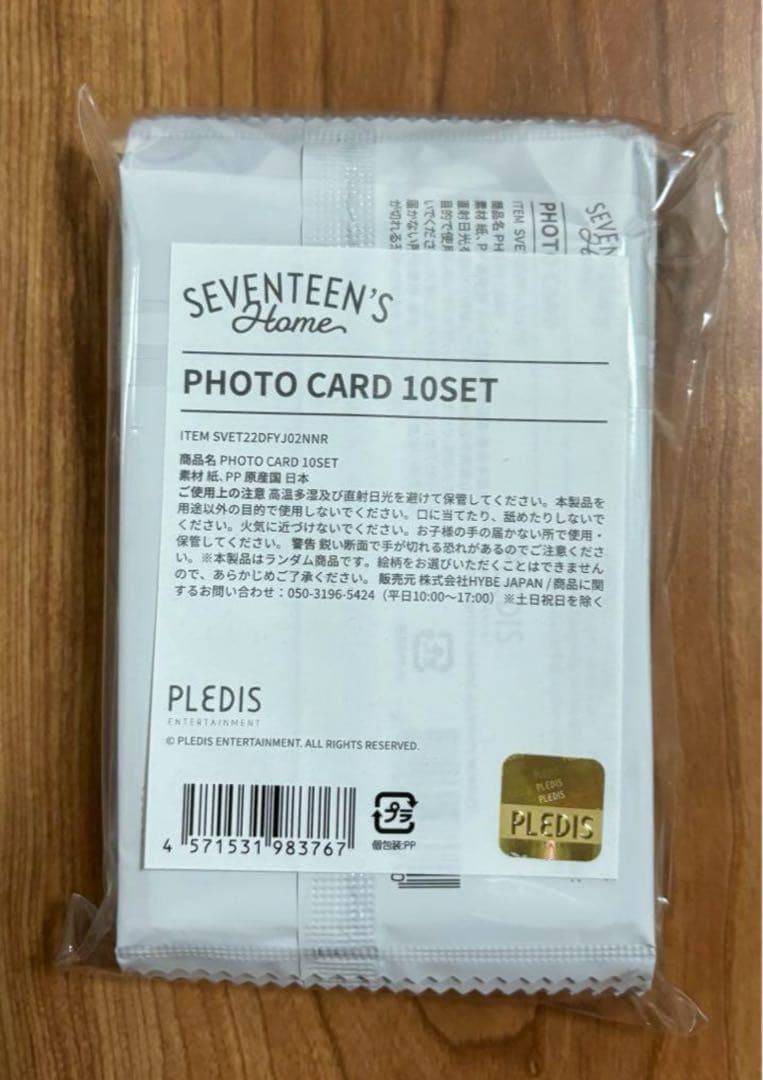 SEVENTEEN'S
Home
PHOTO CARD 10SET
ITEM SVET22DFYJ02NNR
商品名 PHOTO CARD 10SET
素材 紙、PP 原産国 日本
ご使用上の注意 高温多湿及び直射日光を避けて保管してください。本製品を
用途以外の目的で使用しないでください。口に当てたり、舐めたりしないで
ください。火気に近づけないでください。お子様の手の届かない所で使用・
保管してください。 警告 鋭い断面で手が切れる恐れがあるのでご注意くださ
い。※本製品はランダム商品です。絵柄をお選びいただくことはできません
ので、あらかじめご了承ください。 販売元 株式会社HYBE JAPAN / 商品に関
するお問い合わせ：050-3196-5424（平日10:00〜17:00）※土日祝日を除く
PLEDIS
ENTERTAINMENT
© PLEDIS ENTERTAINMENT. ALL RIGHTS RESERVED.
4 571531 983767
プラ
個包装:PP
PLEDIS
PLEDIS
PLEDIS